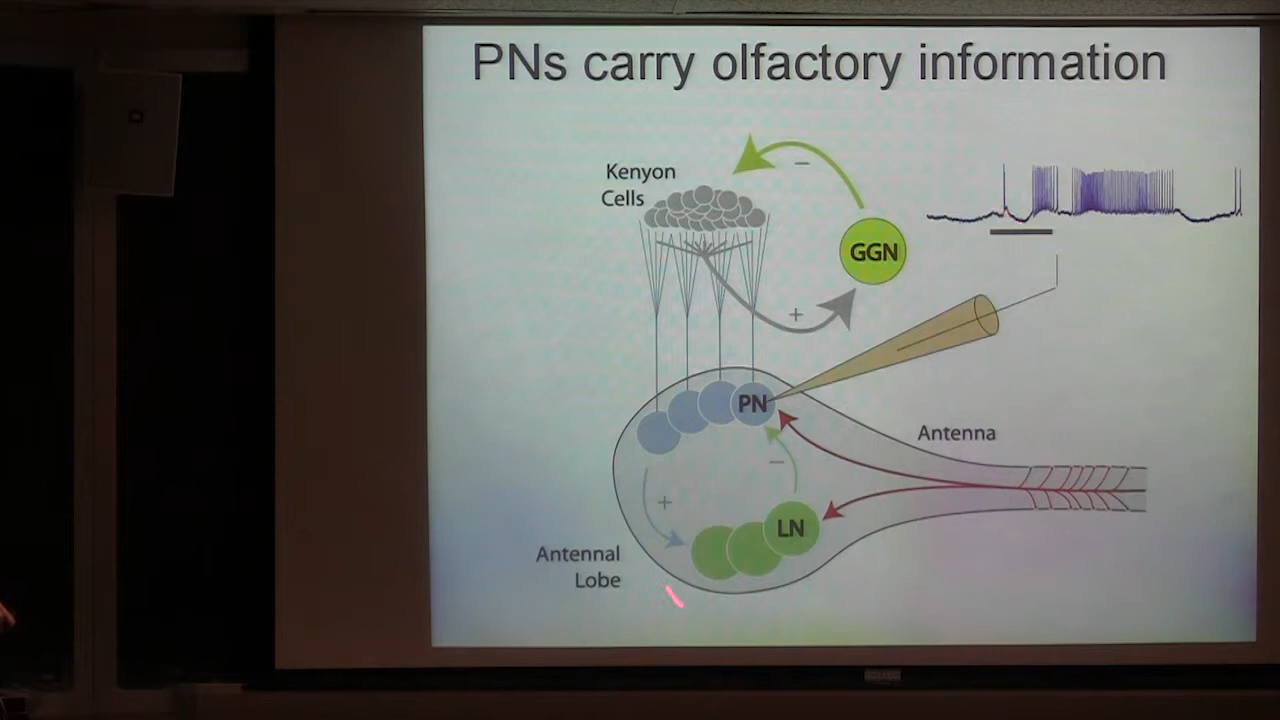 PNs carry olfactory information
Kenyon
Cells
−
GGN
+
PN
Antenna
−
+
LN
Antennal
Lobe